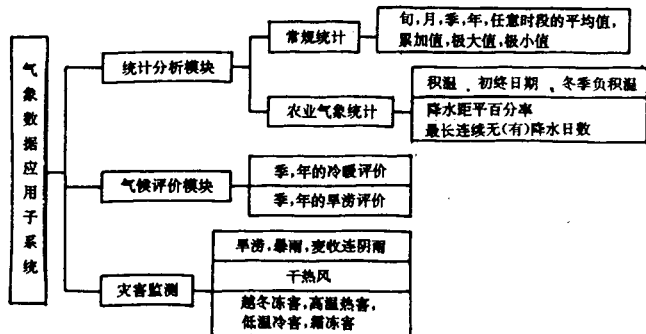 气象数据应用子系统
统计分析模块
常规统计
旬,月,季,年,任意时段的平均值,
累加值,极大值,极小值
农业气象统计
积温、初终日期、冬季负积温
降水距平百分率
最长连续无(有)降水日数
气候评价模块
季,年的冷暖评价
季,年的旱涝评价
灾害监测
旱涝,暴雨,麦收连阴雨
干热风
越冬冻害,高温热害,
低温冷害,霜冻害